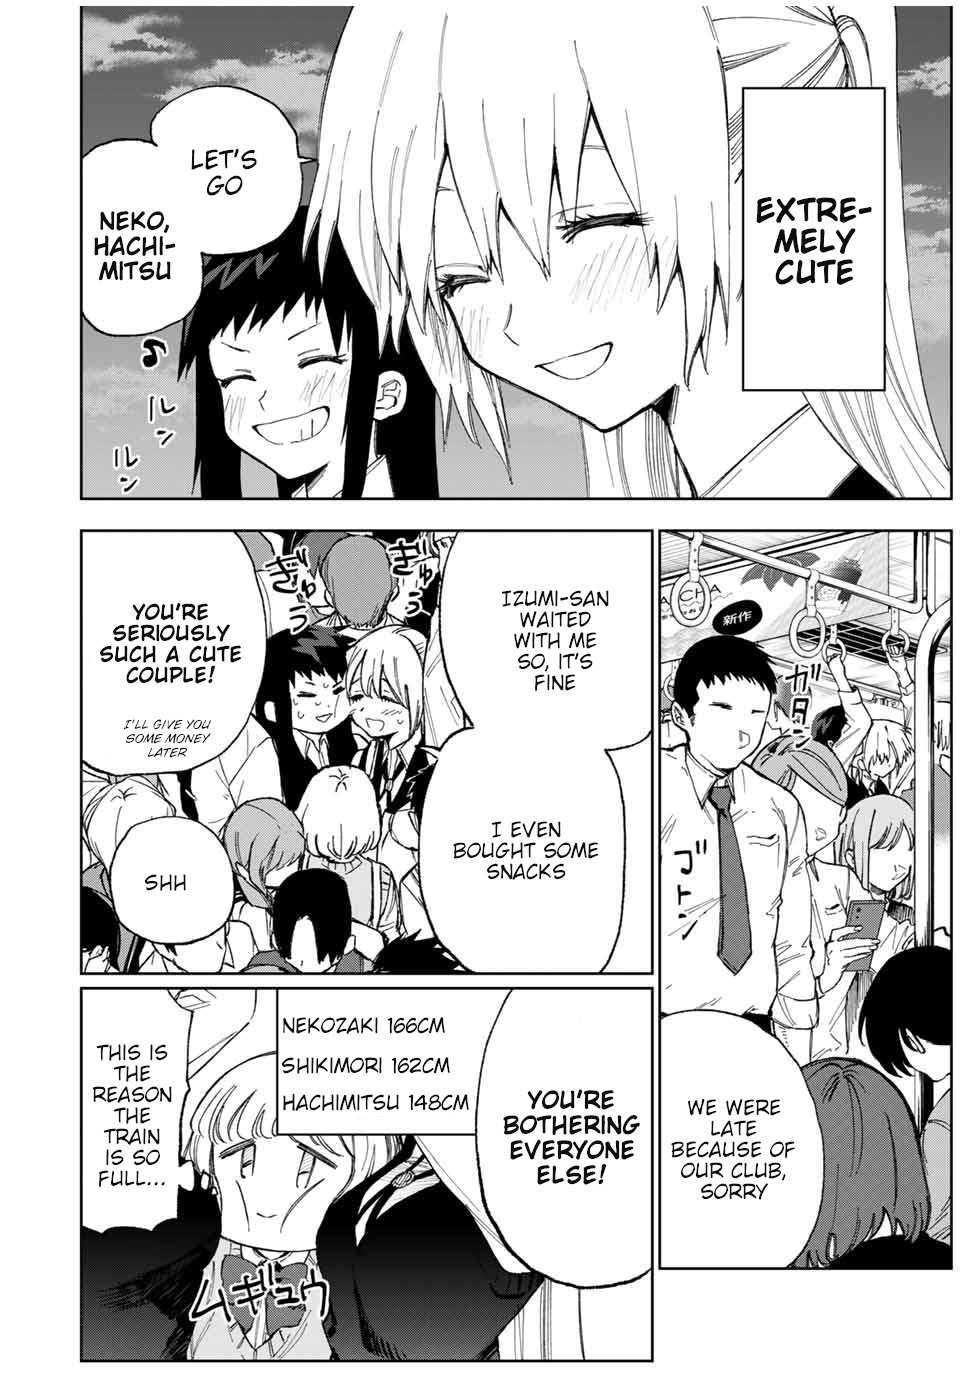 EXTRE-
MELY
CUTE
LET'S
GO
NEKO,
HACHI-
MITSU
♪
ルン
ルン
CHA
新作
ガタ
ゴトン
WE WERE
LATE
BECAUSE OF
OUR CLUB,
SORRY
IZUMI-SAN
WAITED
WITH ME
SO, IT'S
FINE
I EVEN
BOUGHT SOME
SNACKS
ぎゅう
ぎゅう
YOU'RE
SERIOUSLY
SUCH A CUTE
COUPLE!
I'LL GIVE YOU
SOME MONEY
LATER
SHH
YOU'RE
BOTHERING
EVERYONE
ELSE!
NEKOZAKI 166CM
SHIKIMORI 162CM
HACHIMITSU 148CM
THIS IS
THE
REASON
THE
TRAIN
IS SO
FULL...
ムギュウ